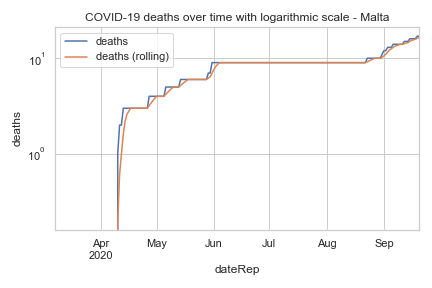 COVID-19 deaths over time with logarithmic scale - Malta
deaths
deaths (rolling)
10¹
10⁰
deaths
Apr
2020
May
Jun
Jul
Aug
Sep
dateRep